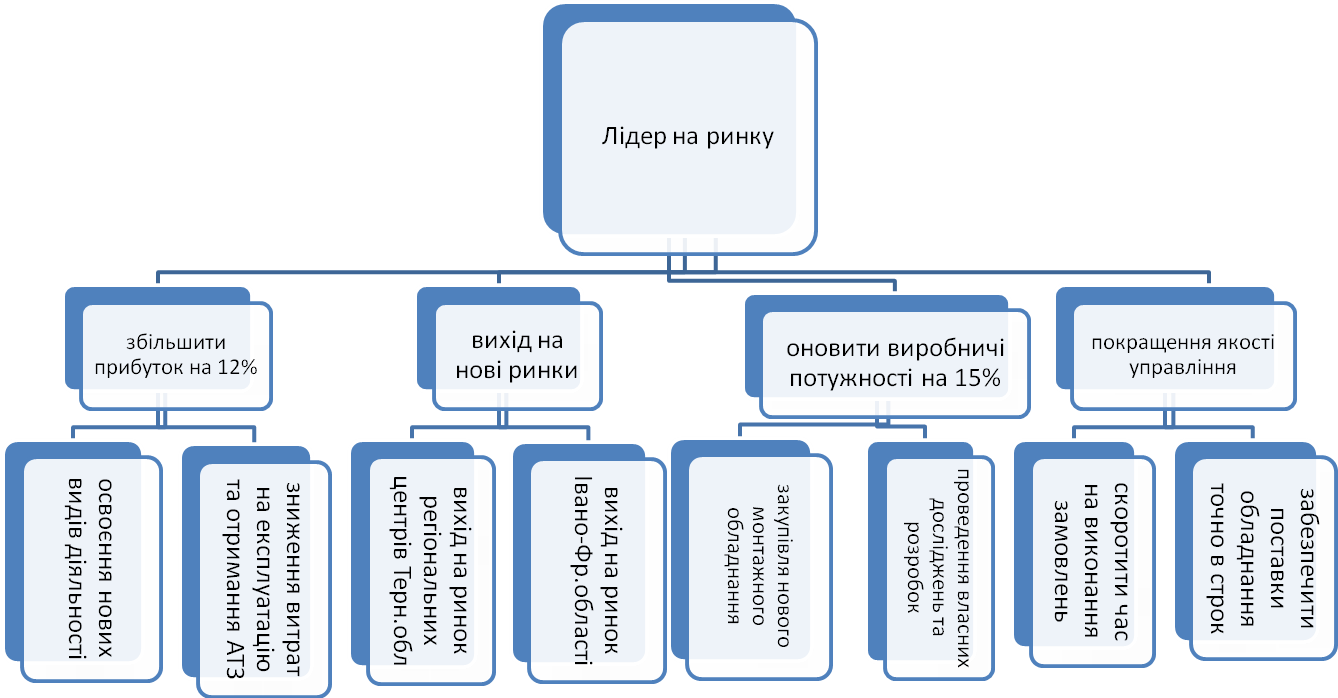 Лідер на ринку
збільшити
прибуток на 12%
вихід на
нові ринки
оновити виробничі
потужності на 15%
покращення якості
управління
освоєння нових
видів діяльності
зниження витрат
на експлуатацію
та отримання АТЗ
вихід на ринок
регіональних
центрів Терн.обл
вихід на ринок
Івано-Фр.області
закупівля нового
монтажного
обладнання
проведення власних
досліджень та
розробок
скоротити час
на виконання
замовлень
забезпечити
поставки
обладнання
точно в строк